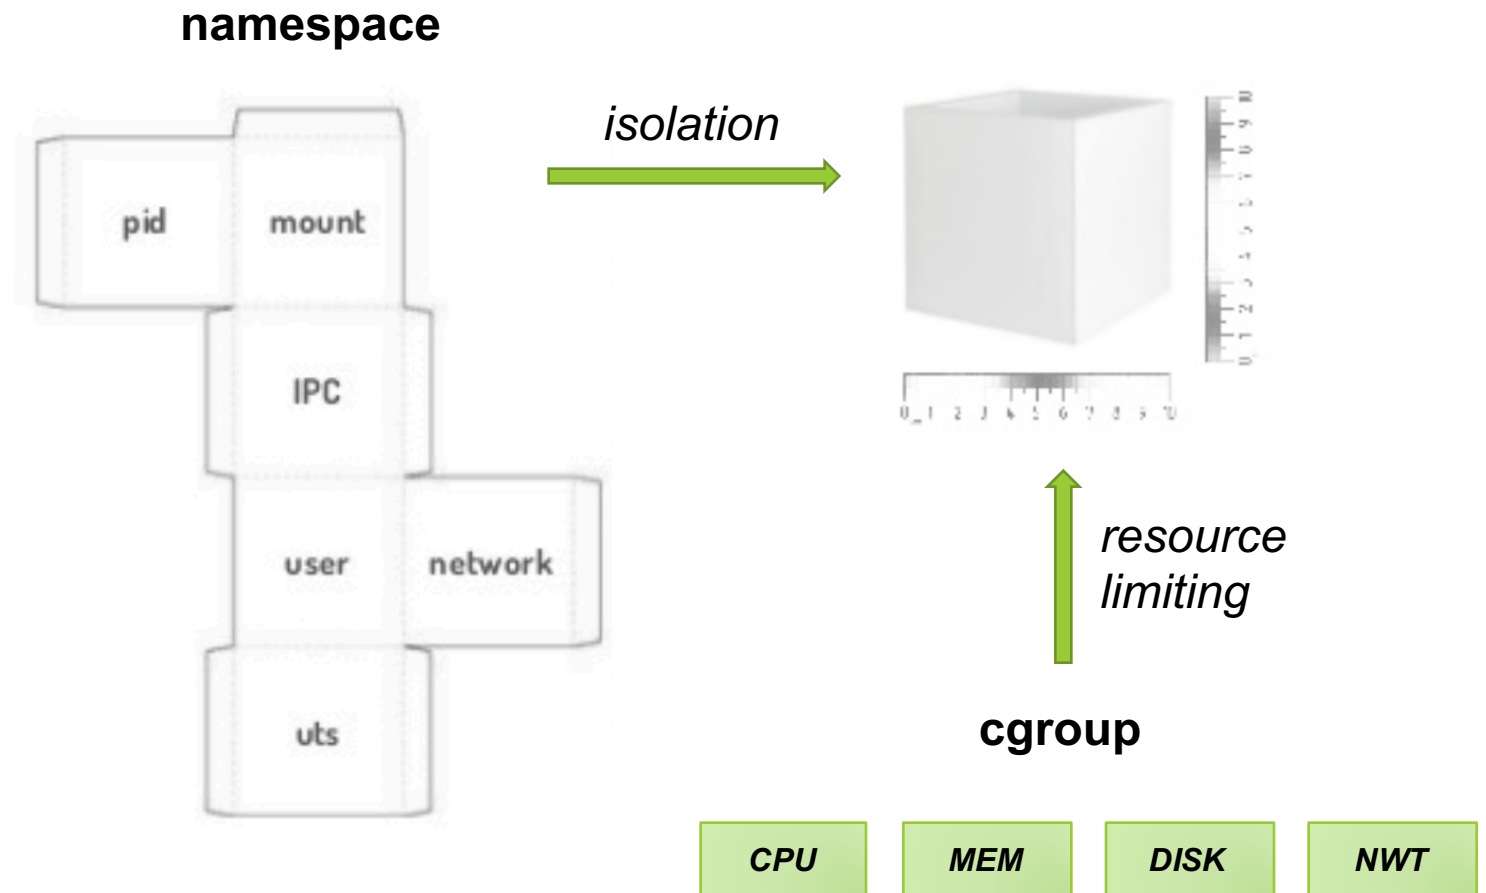 namespace
isolation
pid
mount
IPC
user
network
uts
resource
limiting
cgroup
CPU
MEM
DISK
NWT